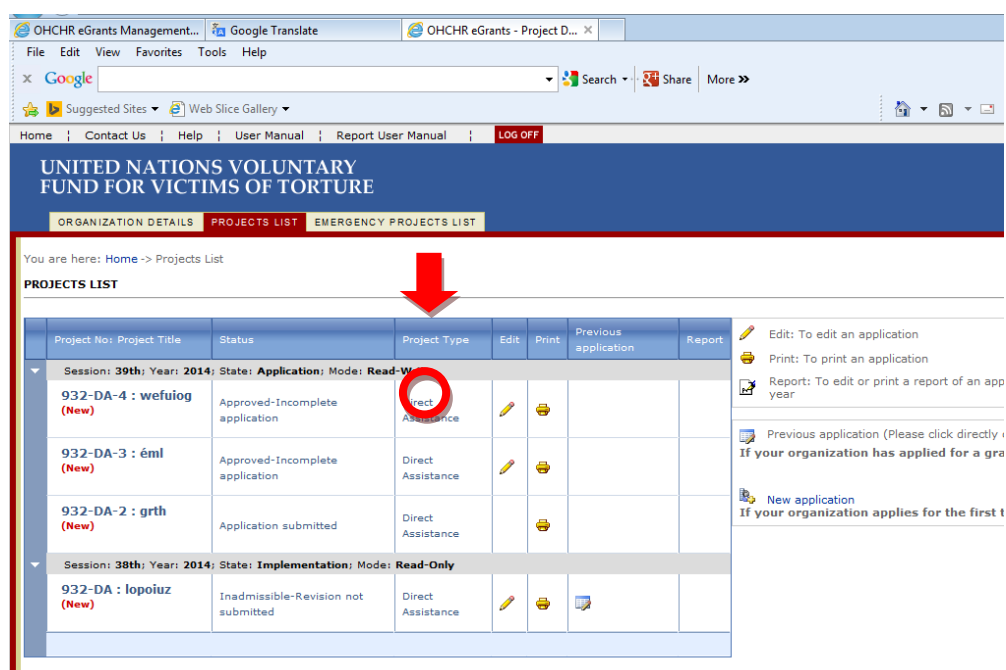 OHCHR eGrants Management... Google Translate OHCHR eGrants - Project D... ×
File Edit View Favorites Tools Help
x Google Search Share More »
Suggested Sites Web Slice Gallery
Home ¦ Contact Us ¦ Help ¦ User Manual ¦ Report User Manual ¦ LOG OFF
UNITED NATIONS VOLUNTARY
FUND FOR VICTIMS OF TORTURE
ORGANIZATION DETAILS PROJECTS LIST EMERGENCY PROJECTS LIST
You are here: Home -> Projects List
PROJECTS LIST
Project No: Project Title Status Project Type Edit Print Previous application Report
Session: 39th; Year: 2014; State: Application; Mode:
932-DA-4 : wefuiog
(New)
Approved-Incomplete
application
Direct
Assistance
932-DA-3 : éml
(New)
Approved-Incomplete
application
Direct
Assistance
932-DA-2 : grth
(New)
Application submitted
Direct
Assistance
Session: 38th; Year: 2014; State: Implementation; Mode: Read-Only
932-DA : lopoiuz
(New)
Inadmissible-Revision not
submitted
Direct
Assistance
Edit: To edit an application
Print: To print an application
Report: To edit or print a report of an
year
Previous application (Please click directly
If your organization has applied for a
New application
If your organization applies for the first